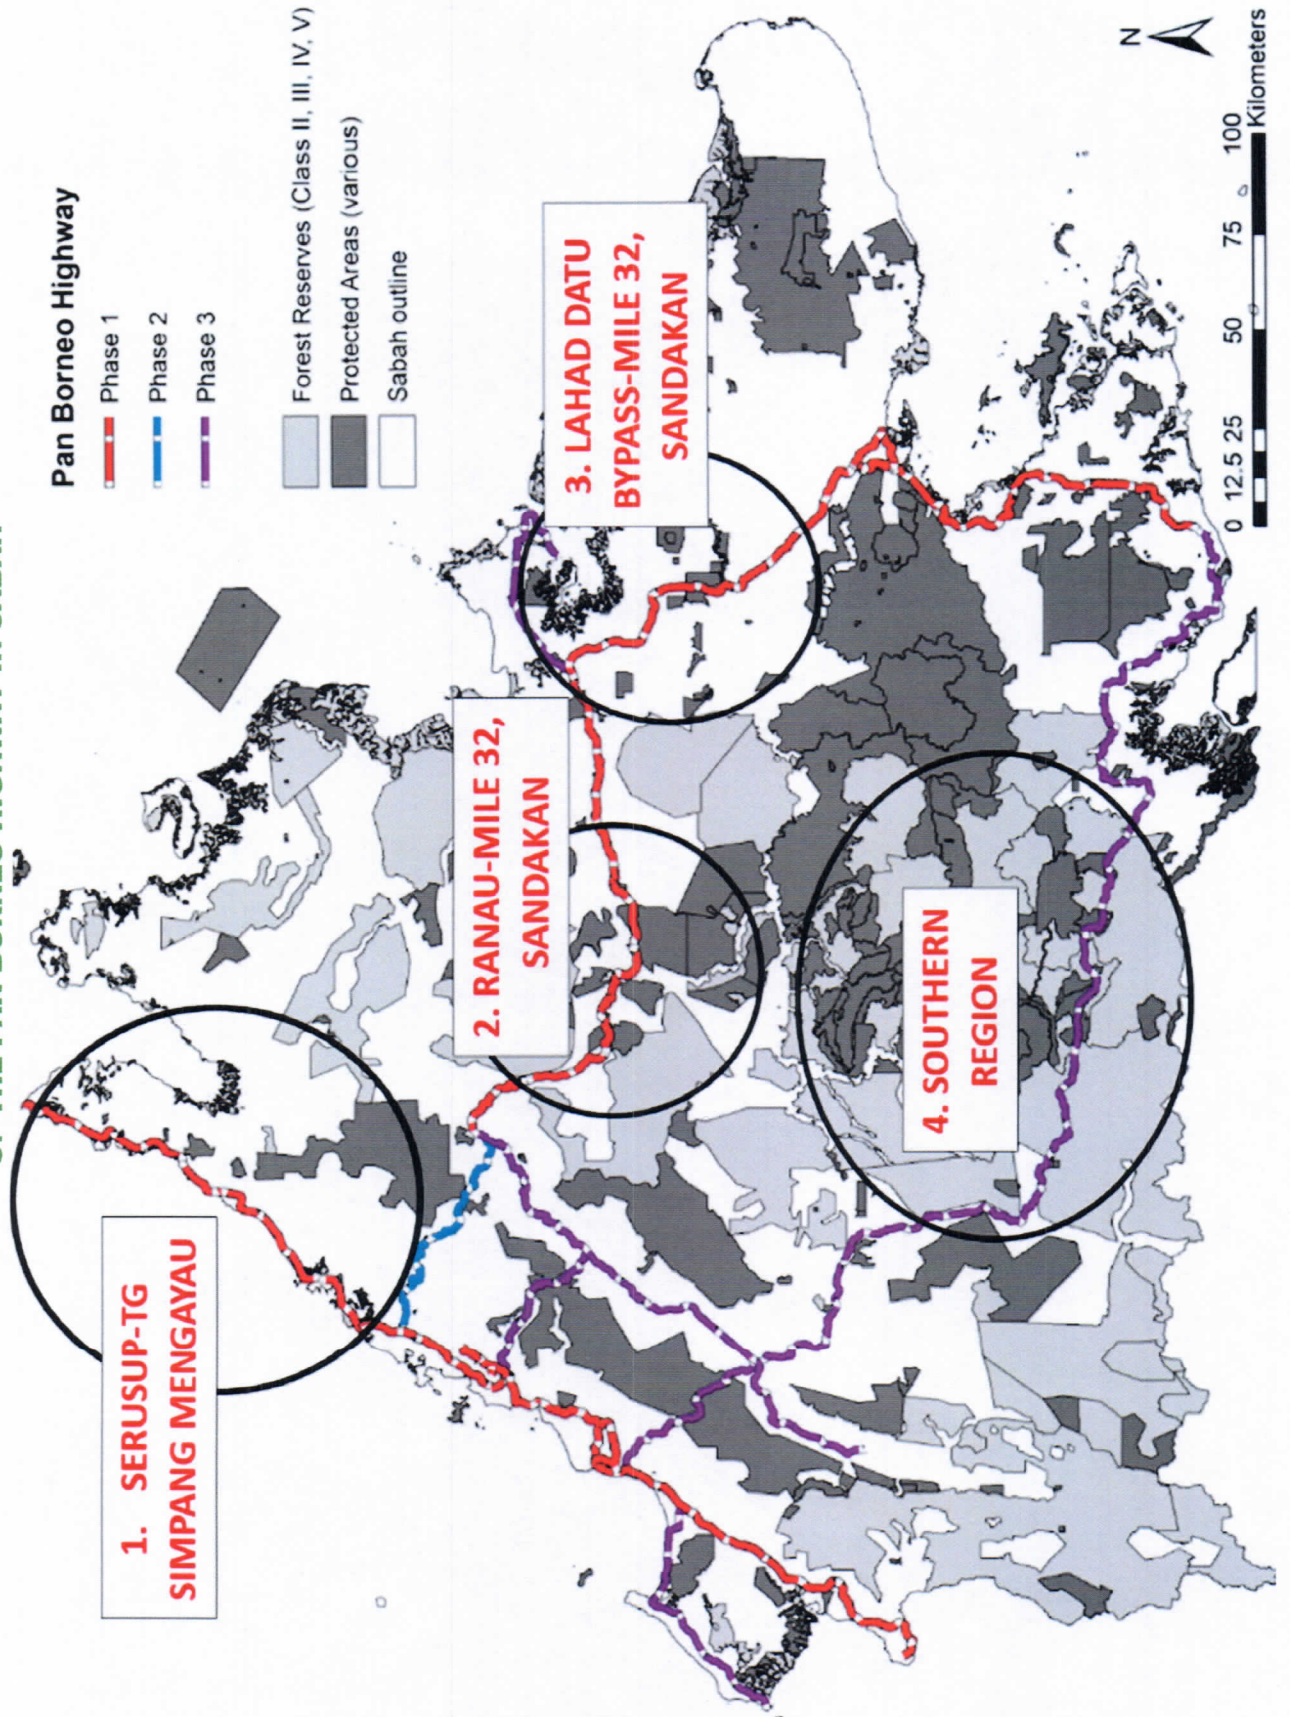 Pan Borneo Highway
Phase 1
Phase 2
Phase 3
Forest Reserves (Class II, III, IV, V)
Protected Areas (various)
Sabah outline
1. SERUSUP-TG
SIMPANG MENGAYAU
2. RANAU-MILE 32,
SANDAKAN
3. LAHAD DATU
BYPASS-MILE 32,
SANDAKAN
4. SOUTHERN
REGION
N
0 12.5 25 50 75 100
Kilometers